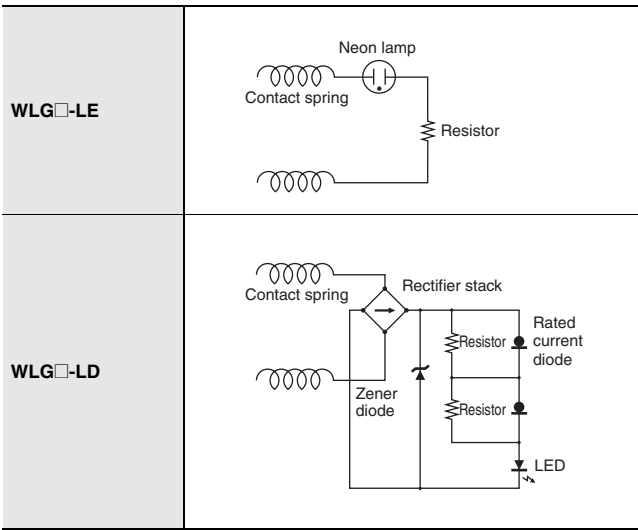 WLG□-LE
Neon lamp
Contact spring
Resistor
WLG□-LD
Contact spring
Rectifier stack
Zener
diode
Resistor
Rated
current
diode
Resistor
LED